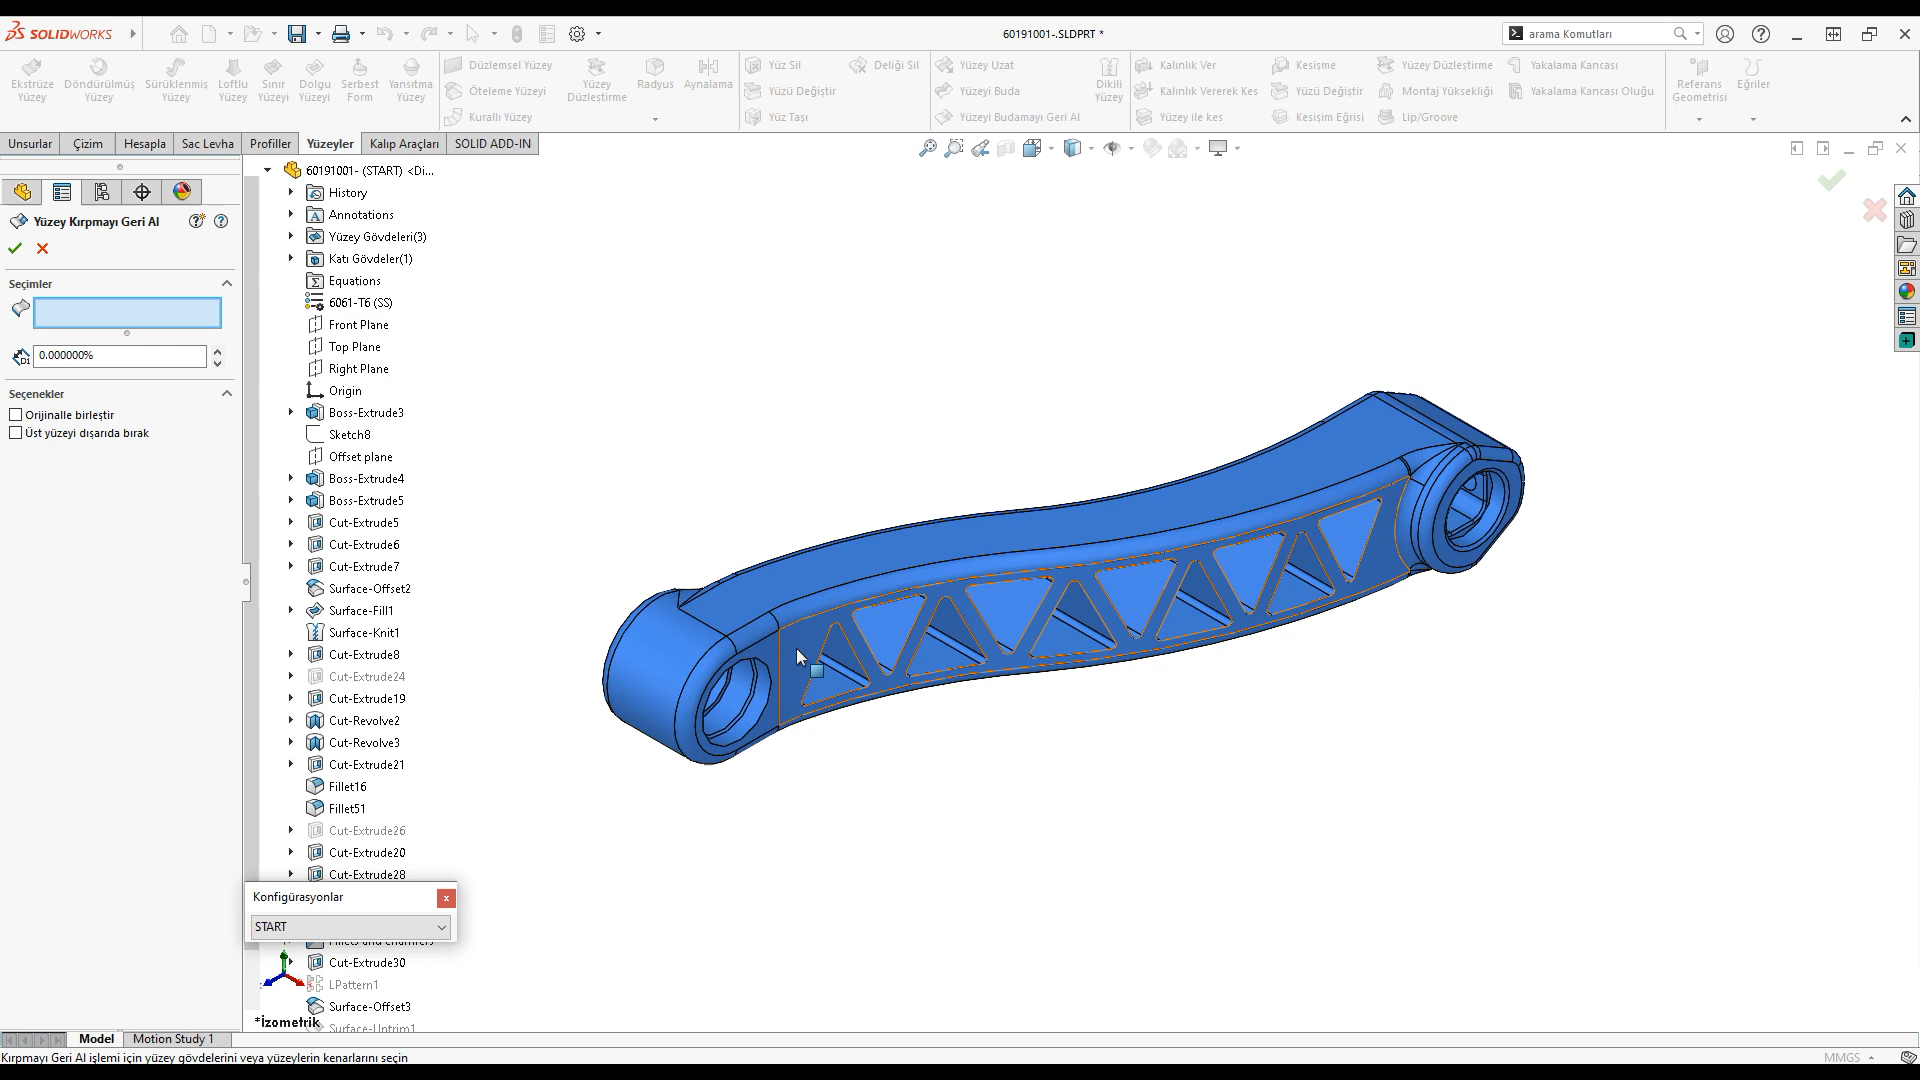 SOLIDWORKS
60191001-.SLDPRT *
arama Komutları
Ekstrüze Yüzey
Döndürülmüş Yüzey
Sürüklenmiş Yüzey
Loftlu Yüzey
Sınır Yüzeyi
Dolgu Yüzeyi
Serbest Form
Yansıtma Yüzey
Düzlemsel Yüzey
Öteleme Yüzeyi
Kurallı Yüzey
Yüzey Düzleştirme
Radyus
Aynalama
Yüz Sil
Deliği Sil
Yüzü Değiştir
Yüz Taşı
Yüzey Uzat
Yüzeyi Buda
Yüzeyi Budamayı Geri Al
Dikili Yüzey
Kalınlık Ver
Kalınlık Vererek Kes
Yüzey ile kes
Kesişme
Yüzü Değiştir
Kesişim Eğrisi
Yüzey Düzleştirme
Montaj Yüksekliği
Lip/Groove
Yakalama Kancası
Yakalama Kancası Oluğu
Referans Geometrisi
Eğriler
Unsurlar
Çizim
Hesapla
Sac Levha
Profiller
Yüzeyler
Kalıp Araçları
SOLID ADD-IN
Yüzey Kırpmayı Geri Al
Seçimler
0.000000%
Seçenekler
Orijinalle birleştir
Üst yüzeyi dışarıda bırak
60191001- (START) <Di...
History
Annotations
Yüzey Gövdeleri(3)
Katı Gövdeler(1)
Equations
6061-T6 (SS)
Front Plane
Top Plane
Right Plane
Origin
Boss-Extrude3
Sketch8
Offset plane
Boss-Extrude4
Boss-Extrude5
Cut-Extrude5
Cut-Extrude6
Cut-Extrude7
Surface-Offset2
Surface-Fill1
Surface-Knit1
Cut-Extrude8
Cut-Extrude24
Cut-Extrude19
Cut-Revolve2
Cut-Revolve3
Cut-Extrude21
Fillet16
Fillet51
Cut-Extrude26
Cut-Extrude20
Cut-Extrude28
Konfigürasyonlar
START
Fillets and chamfers
Cut-Extrude30
LPattern1
Surface-Offset3
Surface-Untrim1
*İzometrik
Model
Motion Study 1
Kırpmayı Geri Al işlemi için yüzey gövdelerini veya yüzeylerin kenarlarını seçin
MMGS